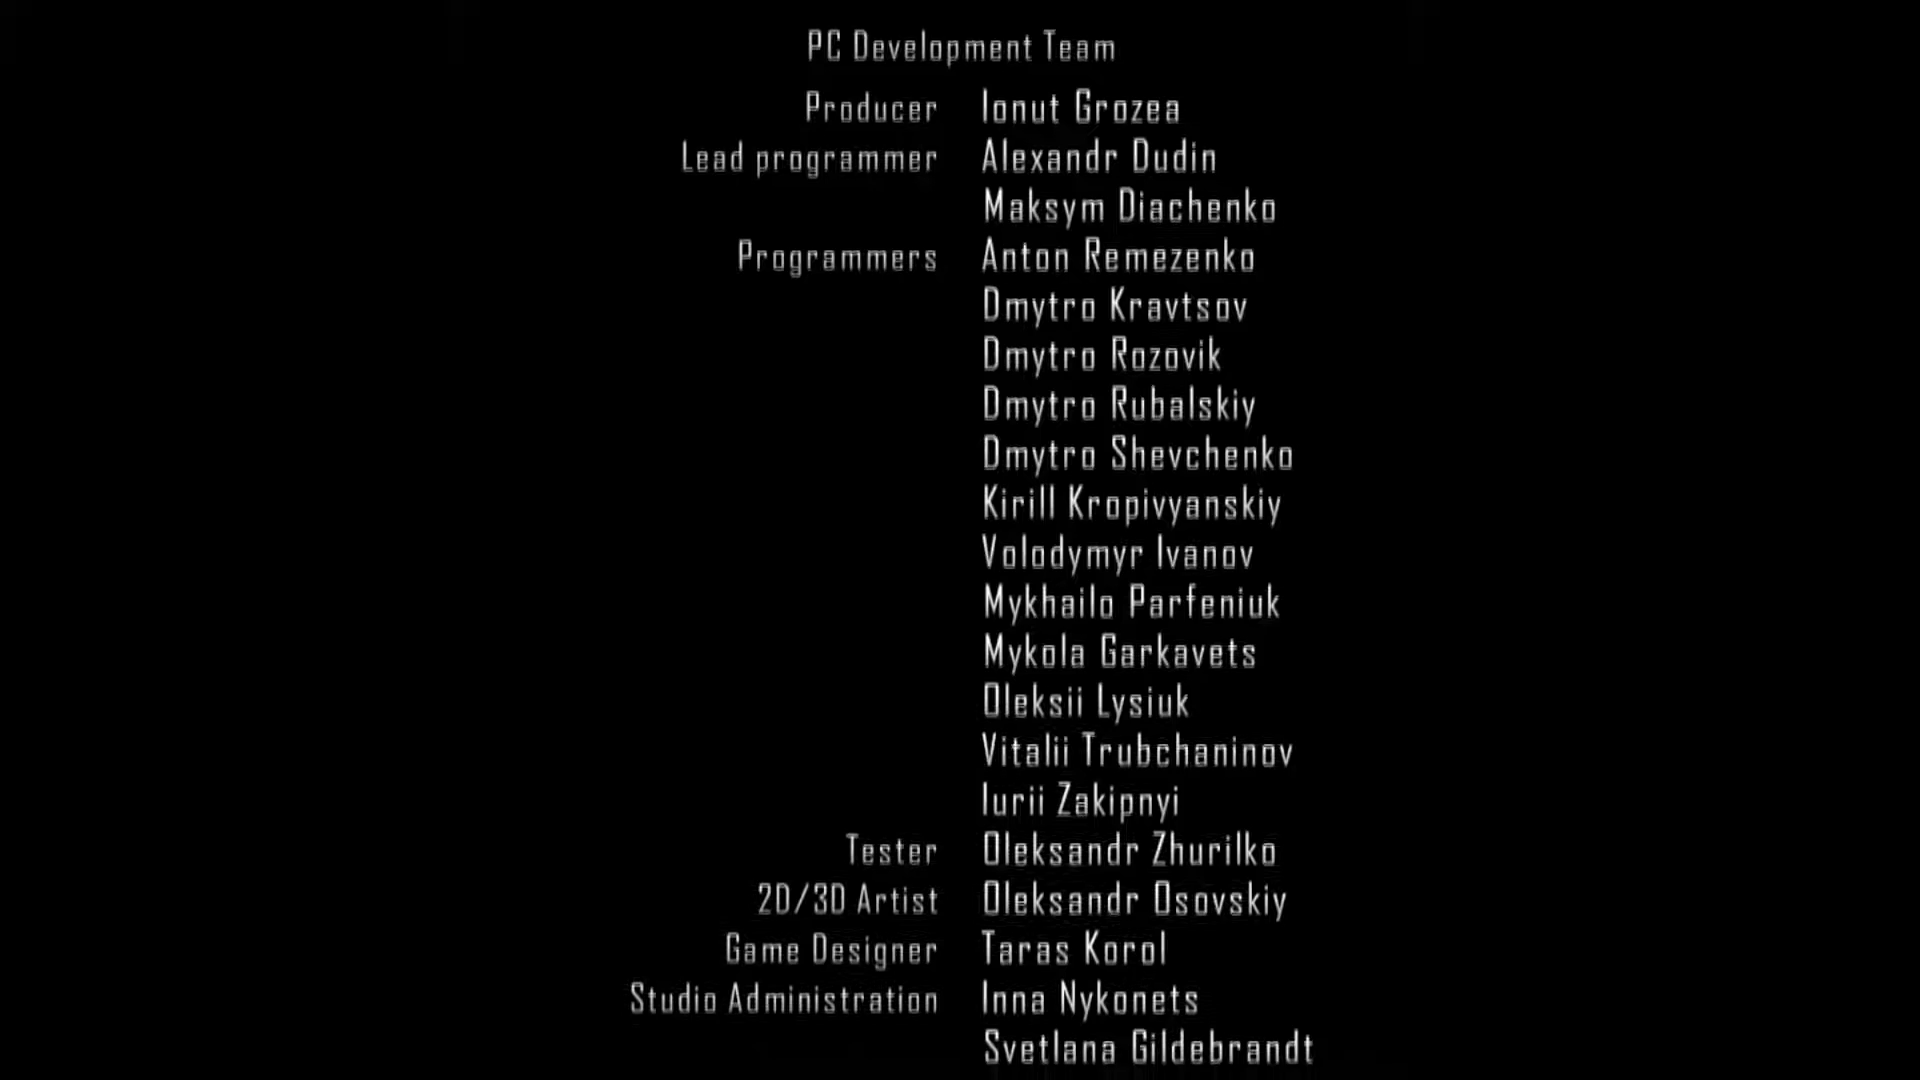 PC Development Team
Producer Ionut Grozea
Lead programmer Alexandr Dudin
Maksym Diachenko
Programmers Anton Remezenko
Dmytro Kravtsov
Dmytro Rozovik
Dmytro Rubalskiy
Dmytro Shevchenko
Kirill Kropivyanskiy
Volodymyr Ivanov
Mykhailo Parfeniuk
Mykola Garkavets
Oleksii Lysiuk
Vitalii Trubchaninov
Iurii Zakipnyi
Tester Oleksandr Zhurilko
2D/3D Artist Oleksandr Osovskiy
Game Designer Taras Korol
Studio Administration Inna Nykonets
Svetlana Gildebrandt